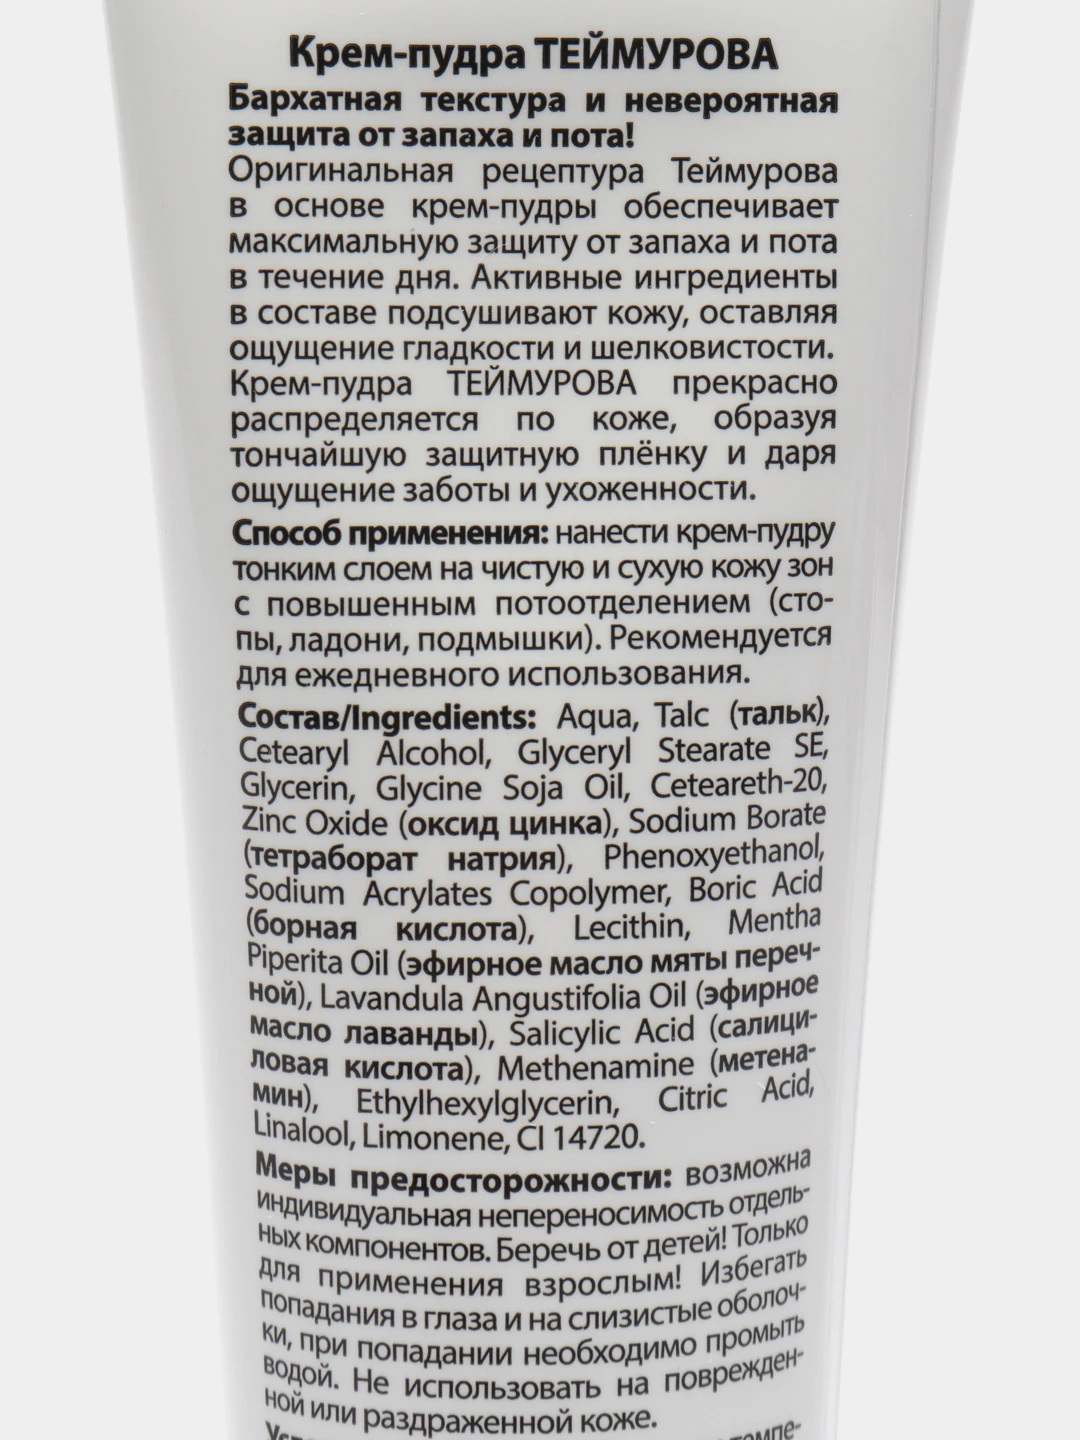 Крем-пудра ТЕЙМУРОВА
Бархатная текстура и невероятная
защита от запаха и пота!
Оригинальная рецептура Теймурова
в основе крем-пудры обеспечивает
максимальную защиту от запаха и пота
в течение дня. Активные ингредиенты
в составе подсушивают кожу, оставляя
ощущение гладкости и шелковистости.
Крем-пудра ТЕЙМУРОВА прекрасно
распределяется по коже, образуя
тончайшую защитную плёнку и даря
ощущение заботы и ухоженности.
Способ применения: нанести крем-пудру
тонким слоем на чистую и сухую кожу зон
с повышенным потоотделением (сто-
пы, ладони, подмышки). Рекомендуется
для ежедневного использования.
Состав/Ingredients: Aqua, Talc (тальк),
Cetearyl Alcohol, Glyceryl Stearate SE,
Glycerin, Glycine Soja Oil, Ceteareth-20,
Zinc Oxide (оксид цинка), Sodium Borate
(тетраборат натрия), Phenoxyethanol,
Sodium Acrylates Copolymer, Boric Acid
(борная кислота), Lecithin, Mentha
Piperita Oil (эфирное масло мяты переч-
ной), Lavandula Angustifolia Oil (эфирное
масло лаванды), Salicylic Acid (салици-
ловая кислота), Methenamine (метена-
мин), Ethylhexylglycerin, Citric Acid,
Linalool, Limonene, CI 14720.
Меры предосторожности: возможна
индивидуальная непереносимость отдель-
ных компонентов. Беречь от детей! Только
для применения взрослым! Избегать
попадания в глаза и на слизистые оболоч-
ки, при попадании необходимо промыть
водой. Не использовать на поврежден-
ной или раздраженной коже.